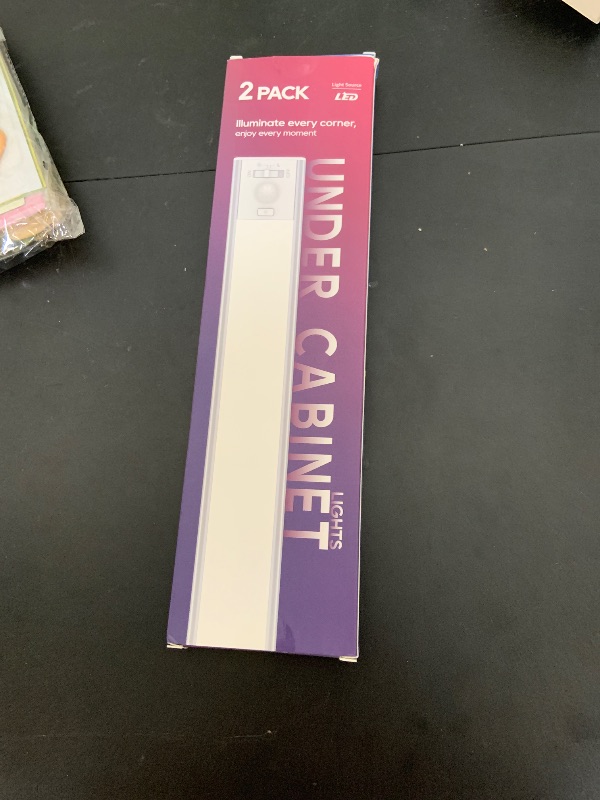 2 PACK
Light Source
LED
Illuminate every corner,
enjoy every moment
UNDER CABINET
LIGHTS